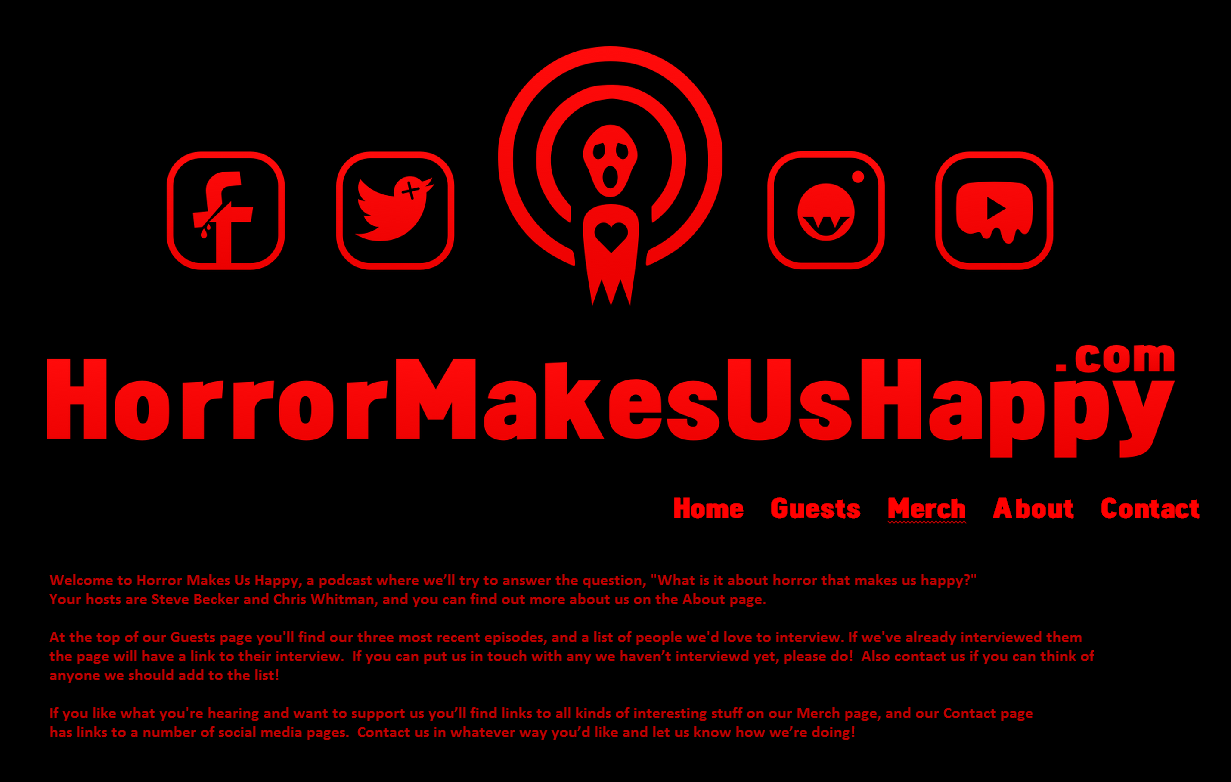 .com
HorrorMakesUsHappy
Home Guests Merch About Contact
Welcome to Horror Makes Us Happy, a podcast where we’ll try to answer the question, "What is it about horror that makes us happy?"
Your hosts are Steve Becker and Chris Whitman, and you can find out more about us on the About page.
At the top of our Guests page you'll find our three most recent episodes, and a list of people we'd love to interview. If we've already interviewed them
the page will have a link to their interview.  If you can put us in touch with any we haven’t interviewd yet, please do!  Also contact us if you can think of
anyone we should add to the list!
If you like what you're hearing and want to support us you’ll find links to all kinds of interesting stuff on our Merch page, and our Contact page
has links to a number of social media pages.  Contact us in whatever way you’d like and let us know how we’re doing!